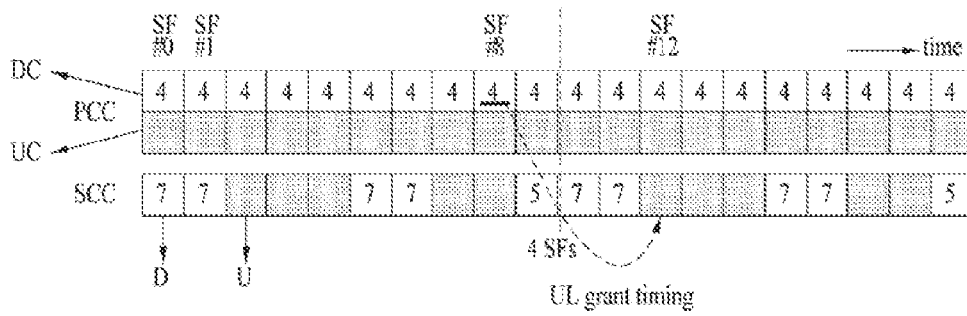 SF SF SF SF
#0 #1 #8 #12 time
DC
4 4 4 4 4 4 4 4 4 4 4 4 4 4 4 4 4 4 4 4
PCC
UC
SCC 7 7 7 7 5 7 7 7 7 5
4 SFs
D U
UL grant timing